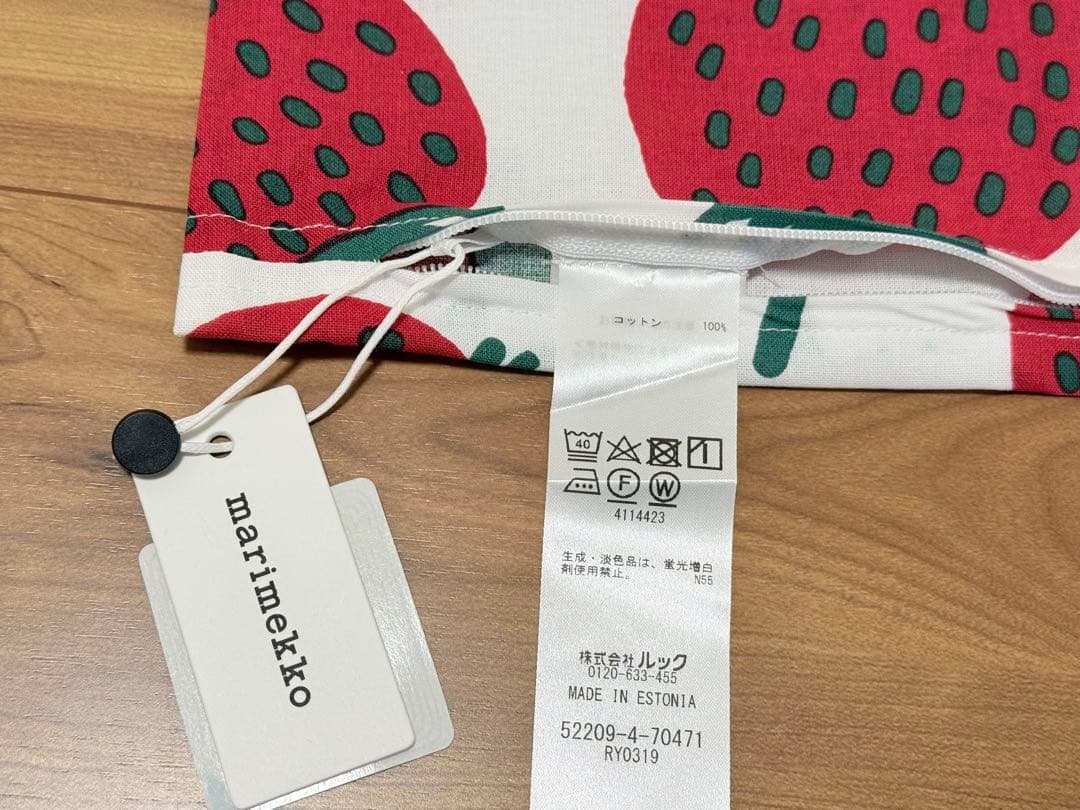 marimekko
コットン 100%
40
F W
4114423
生成・淡色品は、蛍光増白
剤使用禁止。 N55
株式会社ルック
0120-633-455
MADE IN ESTONIA
52209-4-70471
RY0319